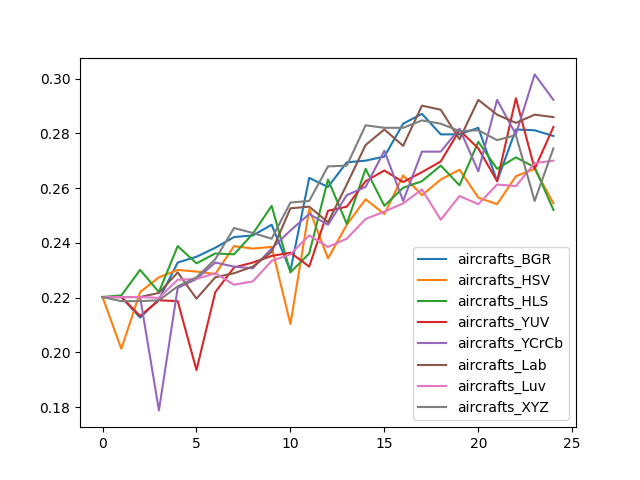 0.30
0.28
0.26
0.24
0.22
0.20
0.18
0 5 10 15 20 25
aircrafts_BGR
aircrafts_HSV
aircrafts_HLS
aircrafts_YUV
aircrafts_YCrCb
aircrafts_Lab
aircrafts_Luv
aircrafts_XYZ